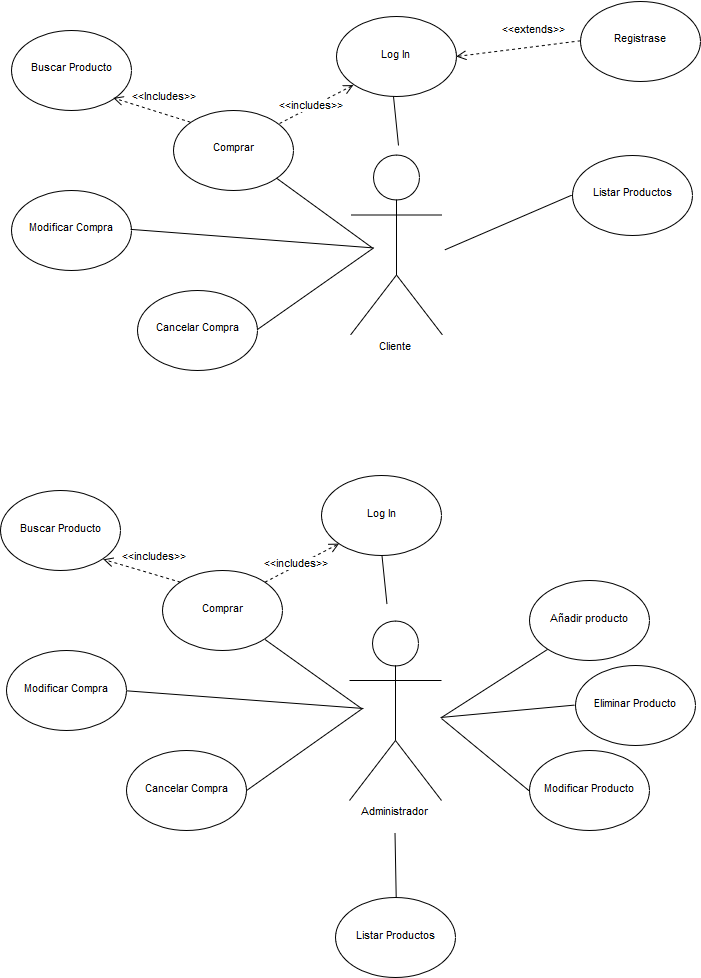 <<extends>>
Registrase
Log In
Buscar Producto
<<Includes>>
<<includes>>
Comprar
Listar Productos
Modificar Compra
Cancelar Compra
Cliente
Log In
Buscar Producto
<<includes>>
<<includes>>
Comprar
Añadir producto
Modificar Compra
Eliminar Producto
Cancelar Compra
Modificar Producto
Administrador
Listar Productos